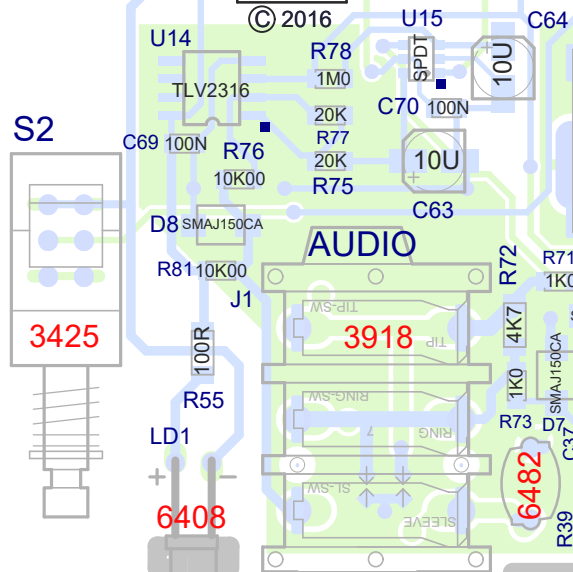 © 2016
U15
C64
U14
R78
SPDT
10U
1M0
TLV2316
C70
100N
20K
S2
C69
100N
R77
R76
20K
10U
10K00
R75
C63
D8
SMAJ150CA
AUDIO
R72
R81
10K00
R71
1K0
J1
TIP-SW
3425
3918
4K7
TIP
100R
SMAJ150CA
1K0
R55
RING-SW
R73
D7
LD1
RING
C37
+
−
SL-SW
6482
6408
SLEEVE
R39